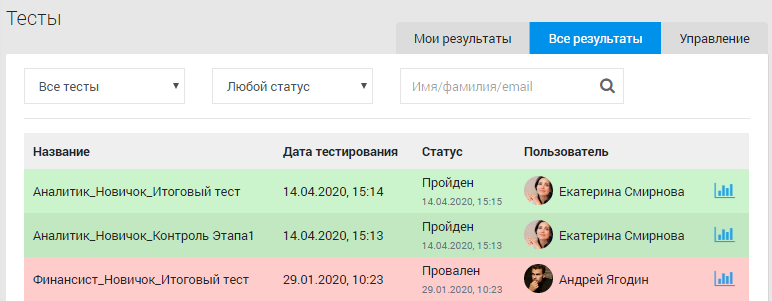 Тесты
Мои результаты Все результаты Управление
Все тесты Любой статус Имя/фамилия/email
Название Дата тестирования Статус Пользователь
Аналитик_Новичок_Итоговый тест 14.04.2020, 15:14 Пройден Екатерина Смирнова
14.04.2020, 15:15
Аналитик_Новичок_Контроль Этапа1 14.04.2020, 15:13 Пройден Екатерина Смирнова
14.04.2020, 15:13
Финансист_Новичок_Итоговый тест 29.01.2020, 10:23 Провален Андрей Ягодин
29.01.2020, 10:23